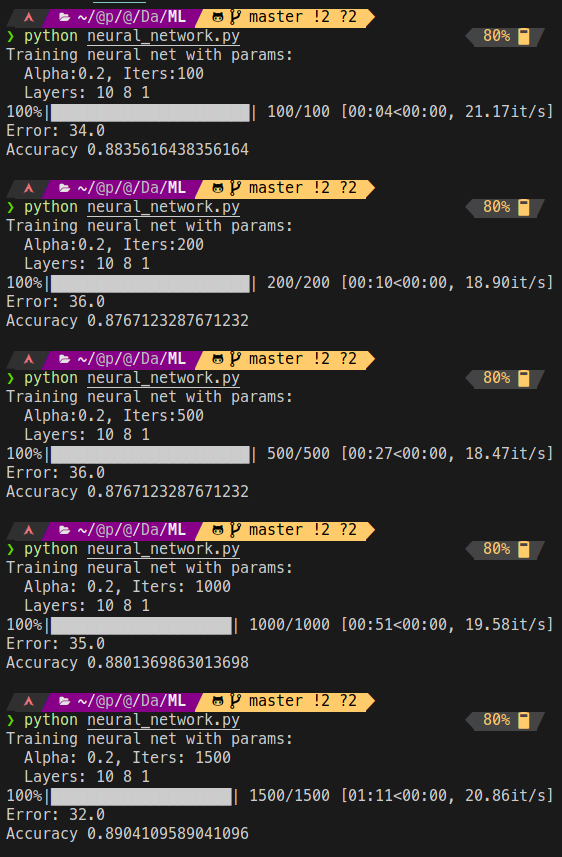 ~/@p/@/Da/ML master !2 ?2
❯ python neural_network.py 80%
Training neural net with params:
Alpha:0.2, Iters:100
Layers: 10 8 1
100%|████████████████████| 100/100 [00:04<00:00, 21.17it/s]
Error: 34.0
Accuracy 0.8835616438356164
~/@p/@/Da/ML master !2 ?2
❯ python neural_network.py 80%
Training neural net with params:
Alpha:0.2, Iters:200
Layers: 10 8 1
100%|████████████████████| 200/200 [00:10<00:00, 18.90it/s]
Error: 36.0
Accuracy 0.8767123287671232
~/@p/@/Da/ML master !2 ?2
❯ python neural_network.py 80%
Training neural net with params:
Alpha:0.2, Iters:500
Layers: 10 8 1
100%|████████████████████| 500/500 [00:27<00:00, 18.47it/s]
Error: 36.0
Accuracy 0.8767123287671232
~/@p/@/Da/ML master !2 ?2
❯ python neural_network.py 80%
Training neural net with params:
Alpha: 0.2, Iters: 1000
Layers: 10 8 1
100%|██████████████████| 1000/1000 [00:51<00:00, 19.58it/s]
Error: 35.0
Accuracy 0.8801369863013698
~/@p/@/Da/ML master !2 ?2
❯ python neural_network.py 80%
Training neural net with params:
Alpha: 0.2, Iters: 1500
Layers: 10 8 1
100%|██████████████████| 1500/1500 [01:11<00:00, 20.86it/s]
Error: 32.0
Accuracy 0.8904109589041096